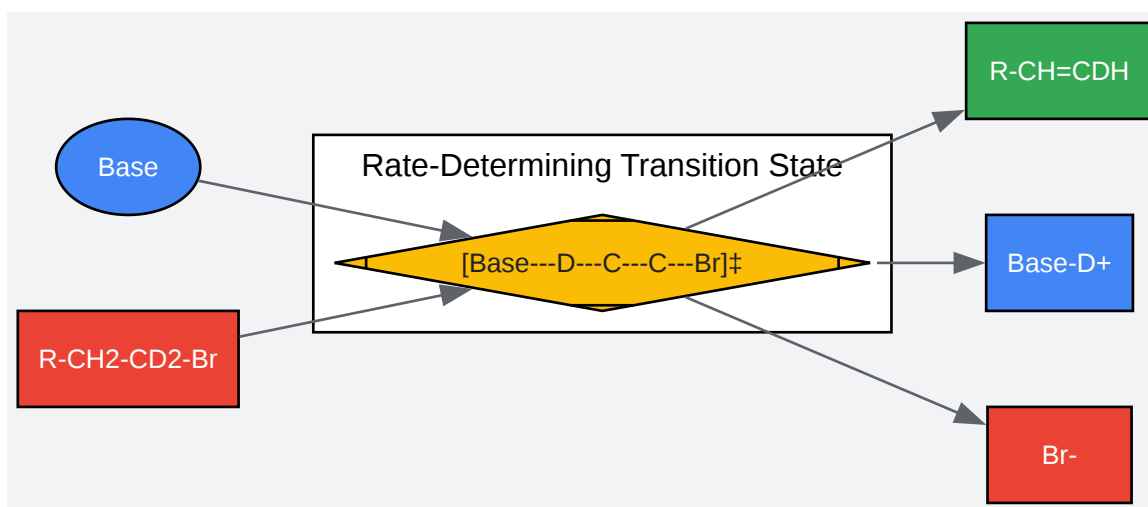 Base
R-CH2-CD2-Br
Rate-Determining Transition State
[Base---D---C---C---Br]‡
R-CH=CDH
Base-D+
Br-